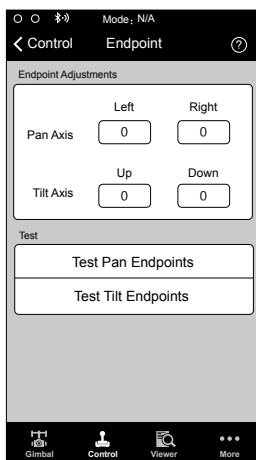 Mode: N/A
Control Endpoint ?
Endpoint Adjustments
Left Right
Pan Axis 0 0
Up Down
Tilt Axis 0 0
Test
Test Pan Endpoints
Test Tilt Endpoints
Gimbal Control Viewer More